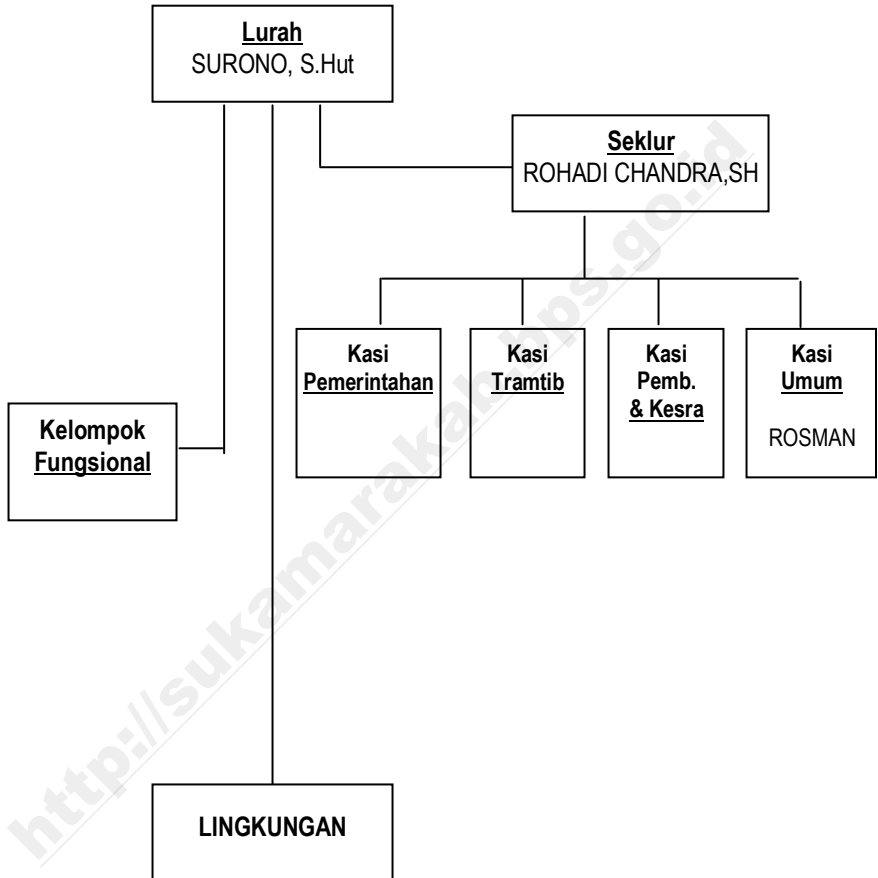 Lurah
SURONO, S.Hut
Seklur
ROHADI CHANDRA,SH
Kasi
Pemerintahan
Kasi
Tramtib
Kasi
Pemb.
& Kesra
Kasi
Umum
ROSMAN
Kelompok
Fungsional
LINGKUNGAN
http://sukamarakab.bps.go.id